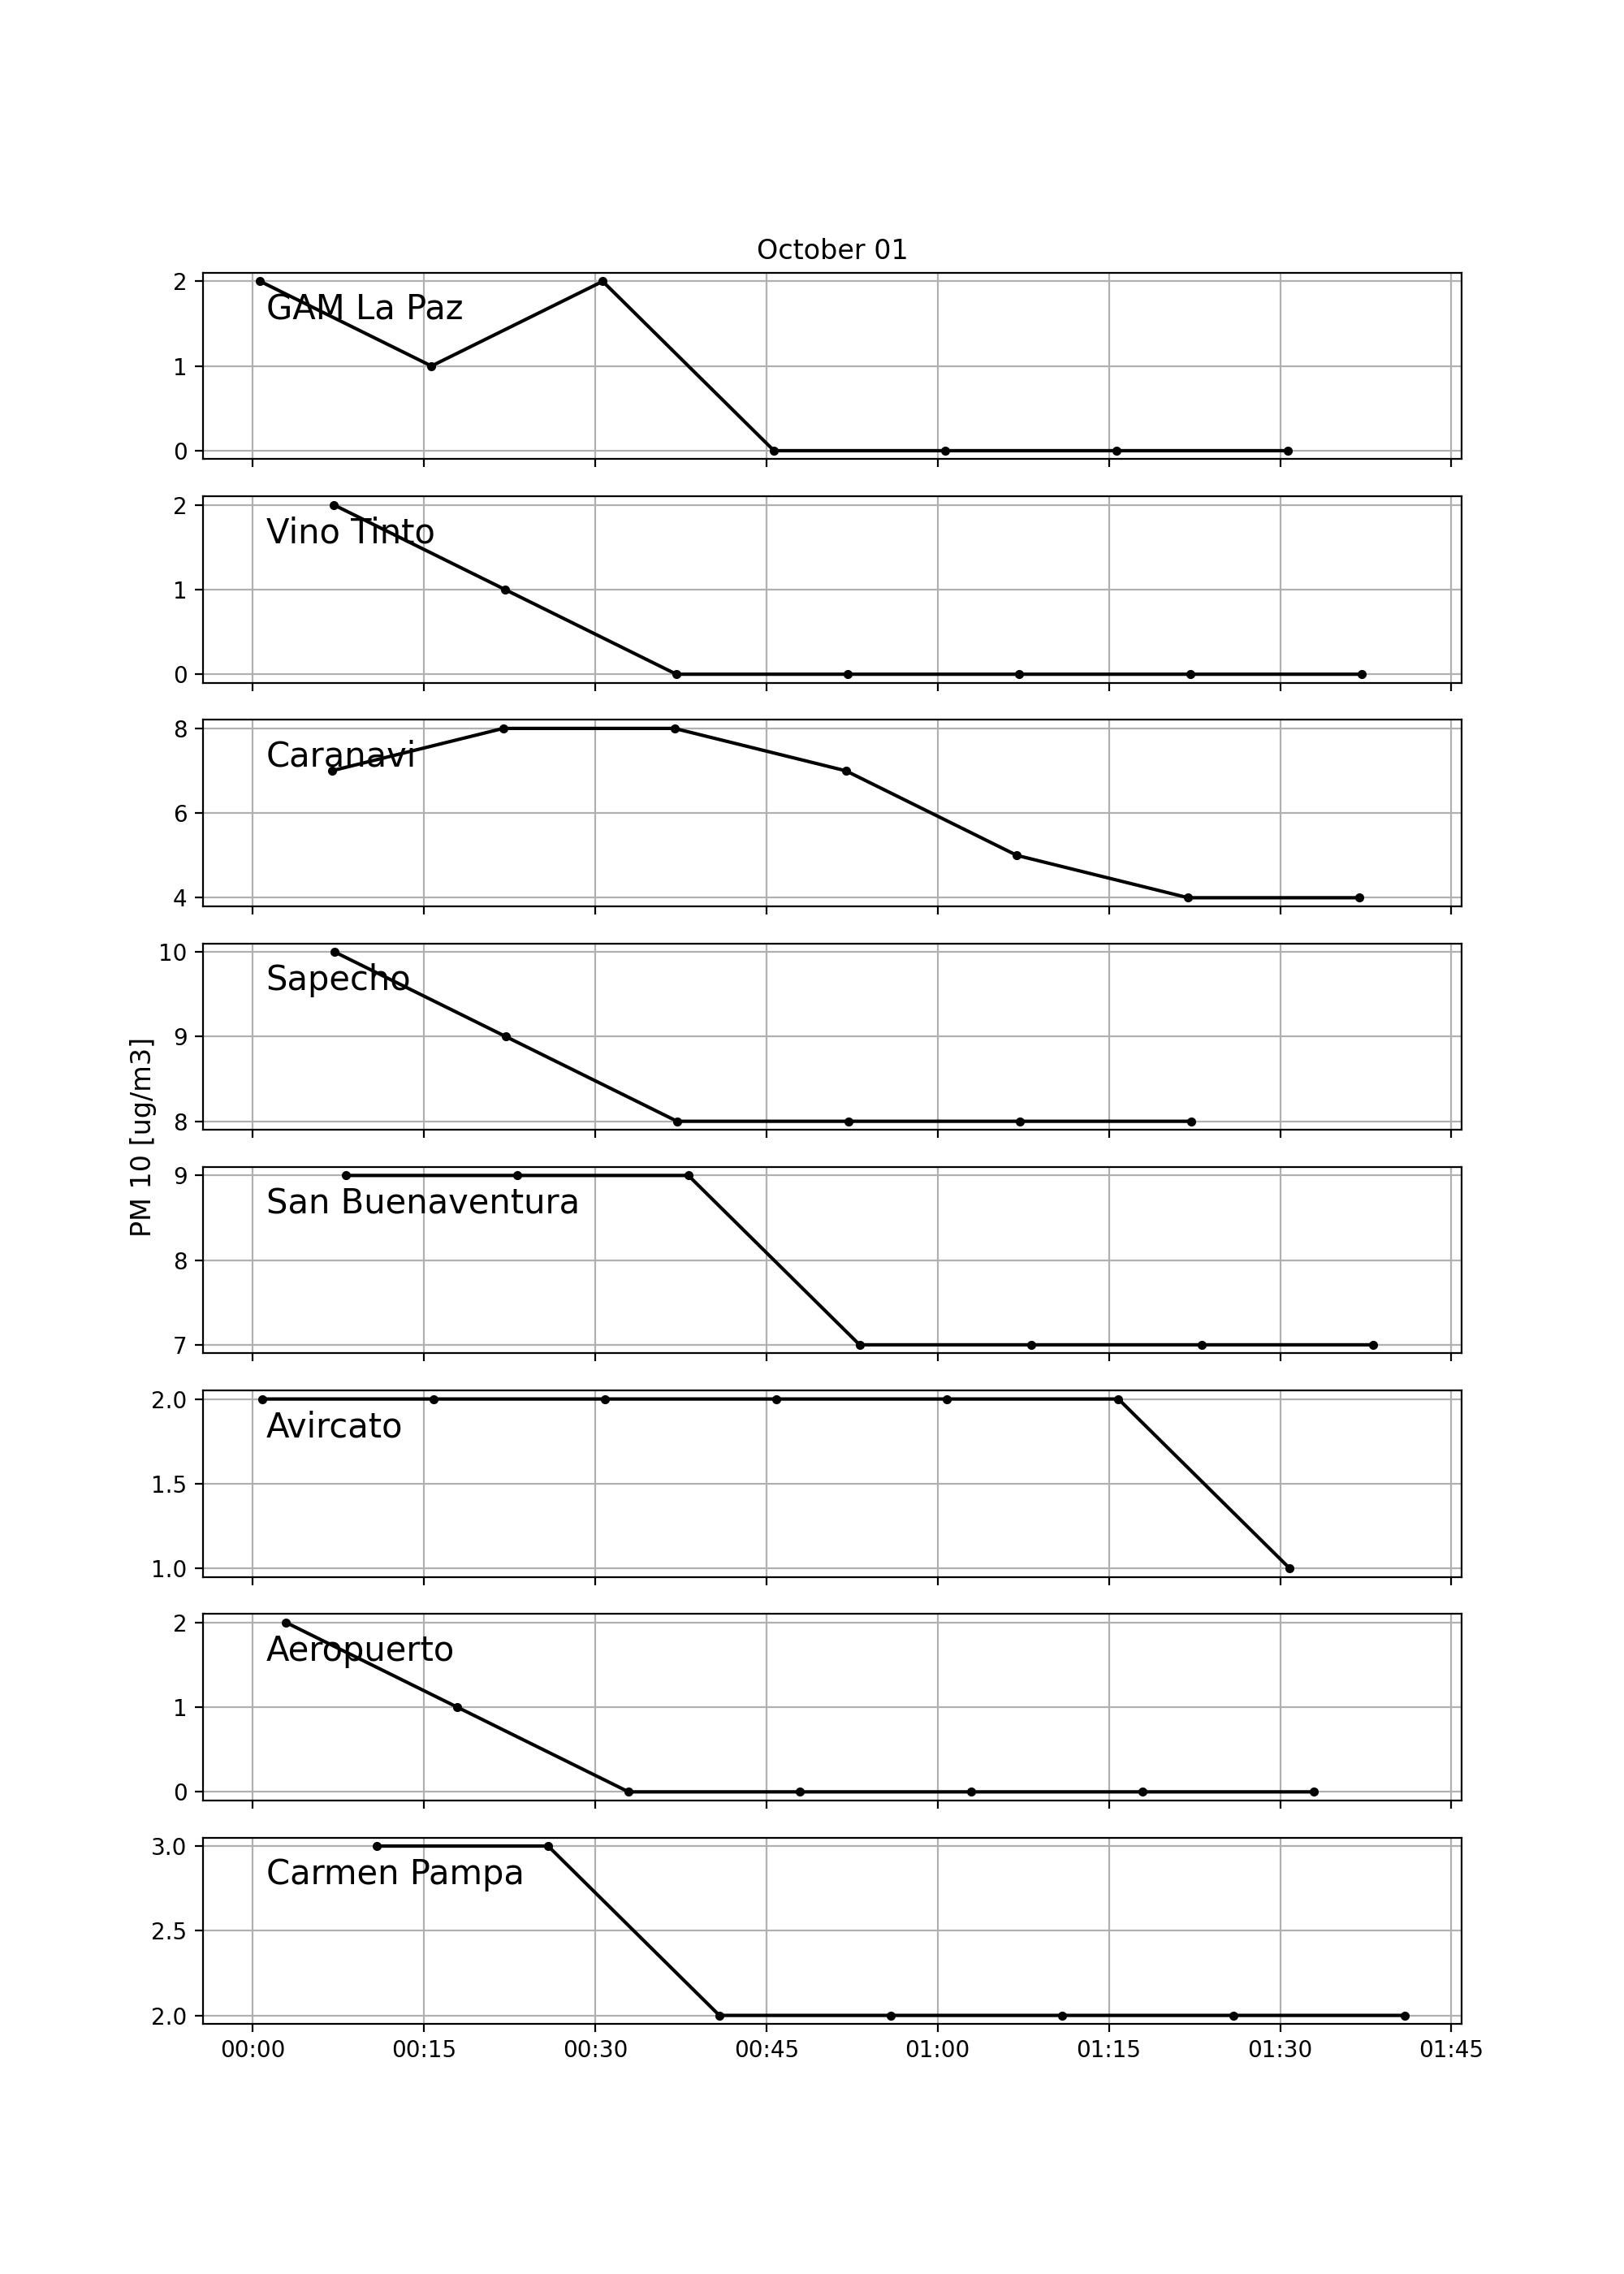 October 01
2
GAM La Paz
1
0
2
Vino Tinto
1
0
8
Caranavi
6
4
10
Sapecho
9
8
PM 10 [ug/m3]
9
San Buenaventura
8
7
2.0
Avircato
1.5
1.0
2
Aeropuerto
1
0
3.0
Carmen Pampa
2.5
2.0
00:00 00:15 00:30 00:45 01:00 01:15 01:30 01:45